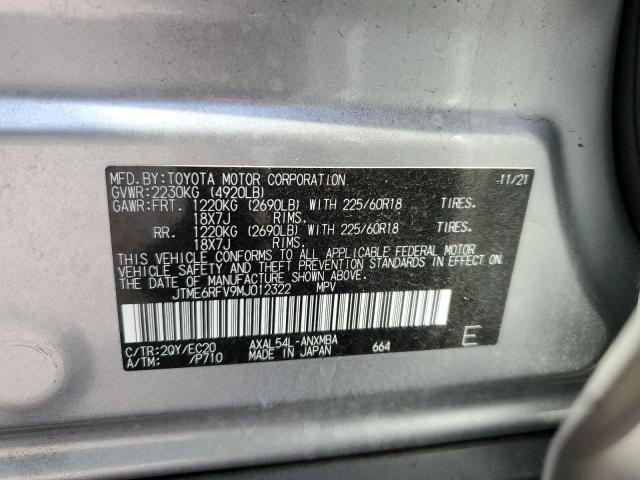 MFD.BY:TOYOTA MOTOR CORPORATION 11/21
GVWR:2230KG (4920LB)
GAWR:FRT. 1220KG (2690LB) WITH 225/60R18 TIRES.
18X7J RIMS.
RR. 1220KG (2690LB) WITH 225/60R18 TIRES.
18X7J RIMS.
THIS VEHICLE CONFORMS TO ALL APPLICABLE FEDERAL MOTOR
VEHICLE SAFETY AND THEFT PREVENTION STANDARDS IN EFFECT ON
THE DATE OF MANUFACTURE SHOWN ABOVE.
JTME6RFV9MJ012322 MPV
C/TR:2QY/EC20 AXAL54L-ANXMBA
A/TM: /P710 MADE IN JAPAN 664 E